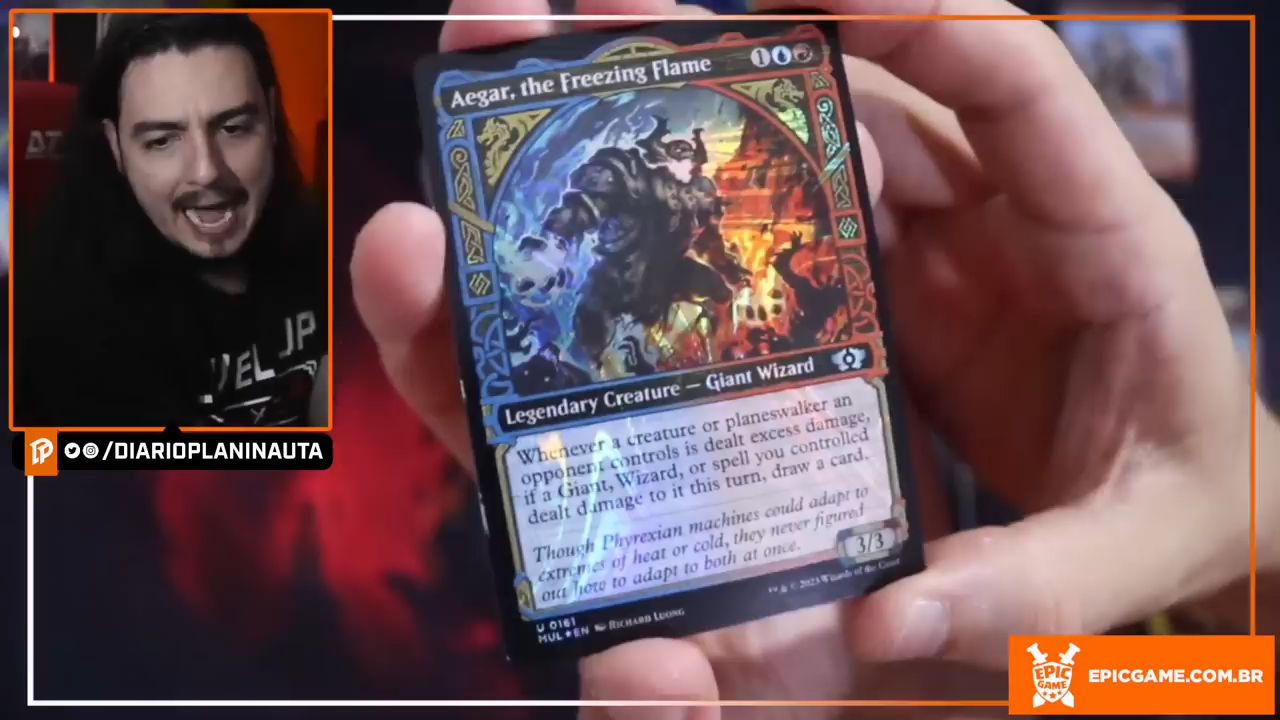 Aegar, the Freezing Flame 1
Legendary Creature — Giant Wizard
Whenever a creature or planeswalker an
opponent controls is dealt excess damage,
if a Giant, Wizard, or spell you controlled
dealt damage to it this turn, draw a card.
Though Phyrexian machines could adapt to
extremes of heat or cold, they never figured
out how to adapt to both at once.
3/3
U 0161
MUL★EN RICHARD LUONG
™ & © 2023 Wizards of the Coast
/DIARIOPLANINAUTA
EPIC
GAME
EPICGAME.COM.BR